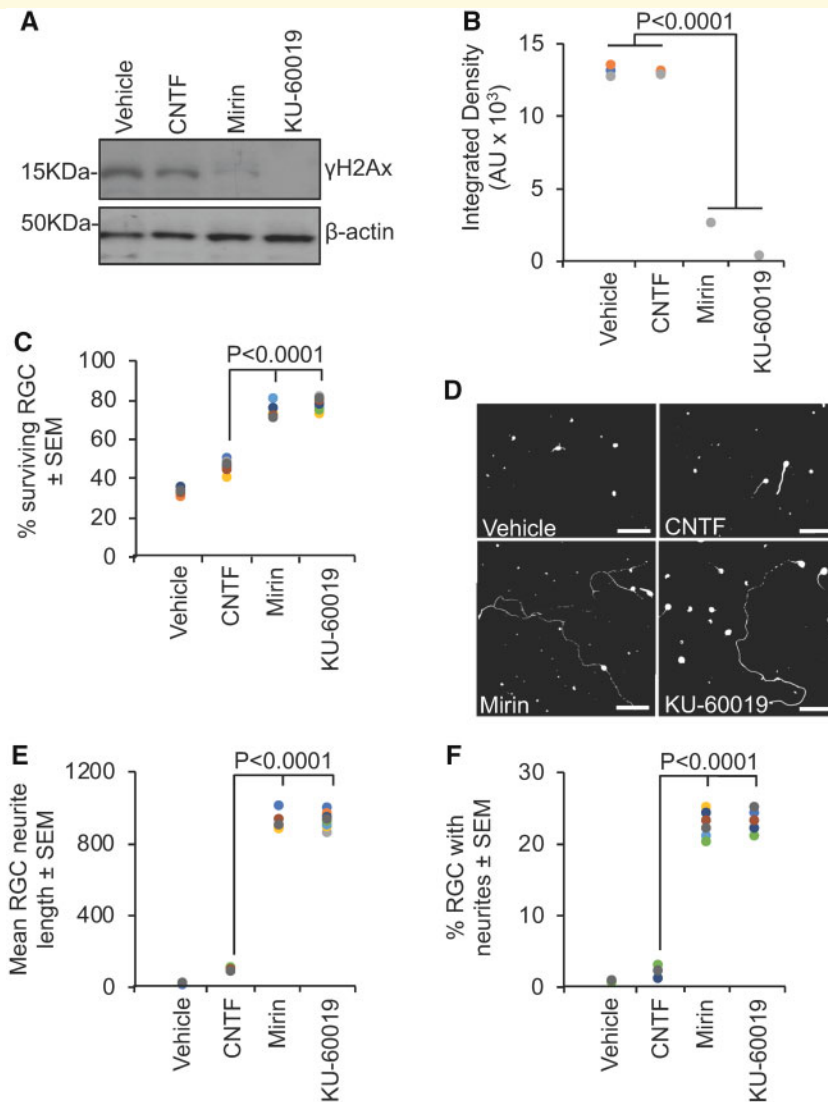 A
Vehicle
CNTF
Mirin
KU-60019
15KDa-
γH2Ax
50KDa-
β-actin
B
P<0.0001
Integrated Density
(AU x 10³)
15
10
5
0
Vehicle
CNTF
Mirin
KU-60019
C
P<0.0001
% surviving RGC
± SEM
100
80
60
40
20
0
Vehicle
CNTF
Mirin
KU-60019
D
Vehicle
CNTF
Mirin
KU-60019
E
P<0.0001
Mean RGC neurite
length ± SEM
1200
800
400
0
Vehicle
CNTF
Mirin
KU-60019
F
P<0.0001
% RGC with
neurites ± SEM
30
20
10
0
Vehicle
CNTF
Mirin
KU-60019